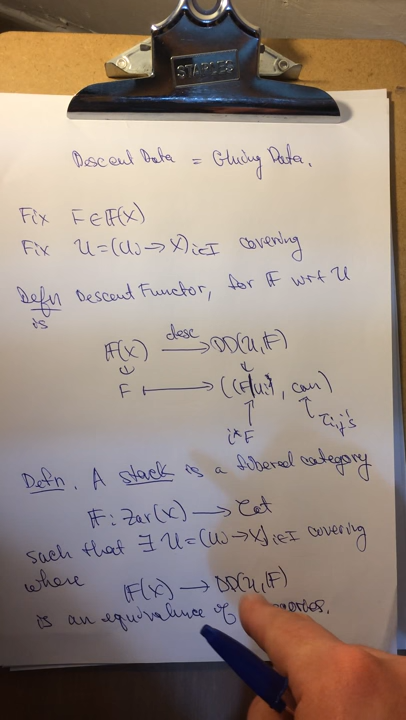 STAPLES
Descent Data = Gluing Data.
Fix F ∈ 𝔽(X)
Fix 𝒰 = (Ui → X)i∈I covering
Defn Descent Functor, for 𝔽 wrt 𝒰
is
𝔽(X) desc⟶ DD(𝒰, 𝔽)
F ⟼ ((F|Ui), can)
i*F τij's
Defn. A stack is a fibered category
𝔽 : Zar(X) ⟶ Cat
such that ∃ 𝒰 = (Ui → X)i∈I covering
where
𝔽(X) → DD(𝒰, 𝔽)
is an equivalence of